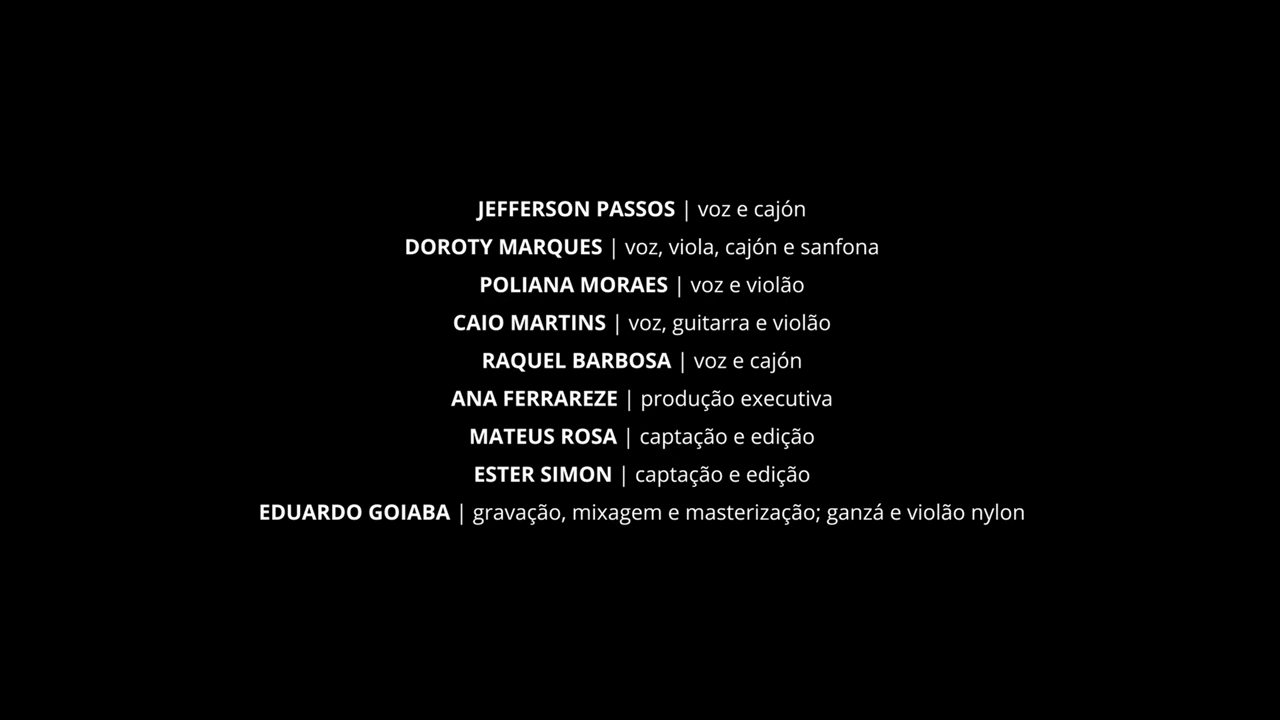 JEFFERSON PASSOS | voz e cajón
DOROTY MARQUES | voz, viola, cajón e sanfona
POLIANA MORAES | voz e violão
CAIO MARTINS | voz, guitarra e violão
RAQUEL BARBOSA | voz e cajón
ANA FERRAREZE | produção executiva
MATEUS ROSA | captação e edição
ESTER SIMON | captação e edição
EDUARDO GOIABA | gravação, mixagem e masterização; ganzá e violão nylon